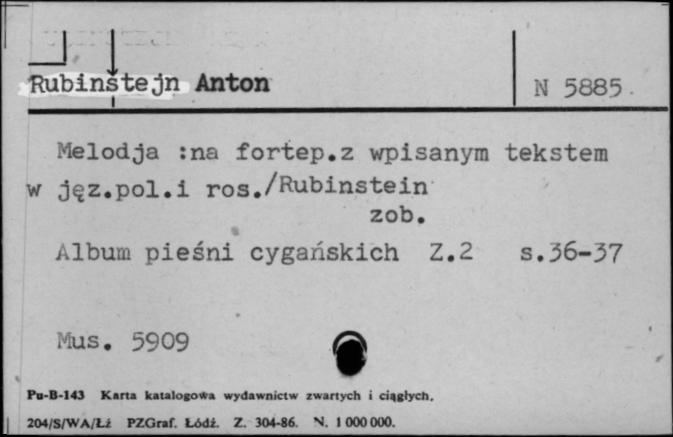 Rubinstejn Anton
N 5885.
Melodja :na fortep.z wpisanym tekstem
w jęz.pol.i ros./Rubinstein
zob.
Album pieśni cygańskich Z.2 s.36-37
Mus. 5909
Pu-B-143 Karta katalogowa wydawnictw zwartych i ciągłych.
204/S/WA/Łż PZGraf. Łódź. Z. 304-86. N. 1 000 000.